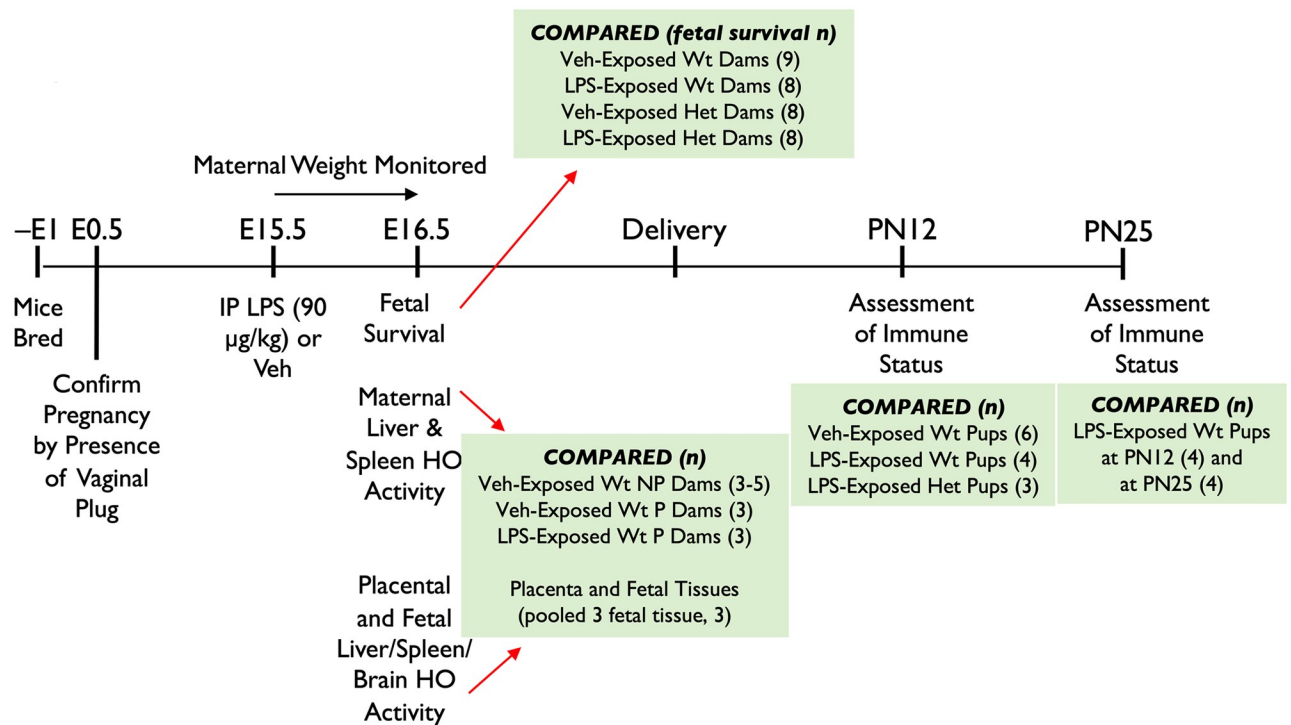 COMPARED (fetal survival n)
Veh-Exposed Wt Dams (9)
LPS-Exposed Wt Dams (8)
Veh-Exposed Het Dams (8)
LPS-Exposed Het Dams (8)
Maternal Weight Monitored
–E1 E0.5 E15.5 E16.5 Delivery PN12 PN25
Mice
Bred
Confirm
Pregnancy
by Presence
of Vaginal
Plug
IP LPS (90
µg/kg) or
Veh
Fetal
Survival
Maternal
Liver &
Spleen HO
Activity
Placental
and Fetal
Liver/Spleen/
Brain HO
Activity
COMPARED (n)
Veh-Exposed Wt NP Dams (3-5)
Veh-Exposed Wt P Dams (3)
LPS-Exposed Wt P Dams (3)
Placenta and Fetal Tissues
(pooled 3 fetal tissue, 3)
Assessment
of Immune
Status
COMPARED (n)
Veh-Exposed Wt Pups (6)
LPS-Exposed Wt Pups (4)
LPS-Exposed Het Pups (3)
Assessment
of Immune
Status
COMPARED (n)
LPS-Exposed Wt Pups
at PN12 (4) and
at PN25 (4)